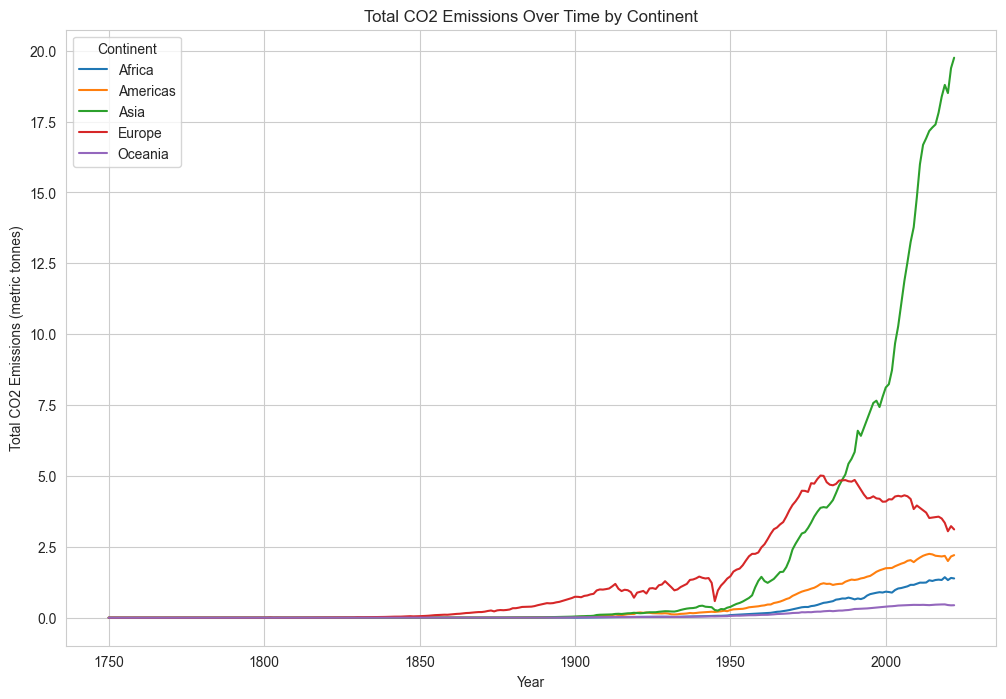 Total CO2 Emissions Over Time by Continent
Total CO2 Emissions (metric tonnes)
20.0
17.5
15.0
12.5
10.0
7.5
5.0
2.5
0.0
Continent
Africa
Americas
Asia
Europe
Oceania
1750
1800
1850
1900
1950
2000
Year